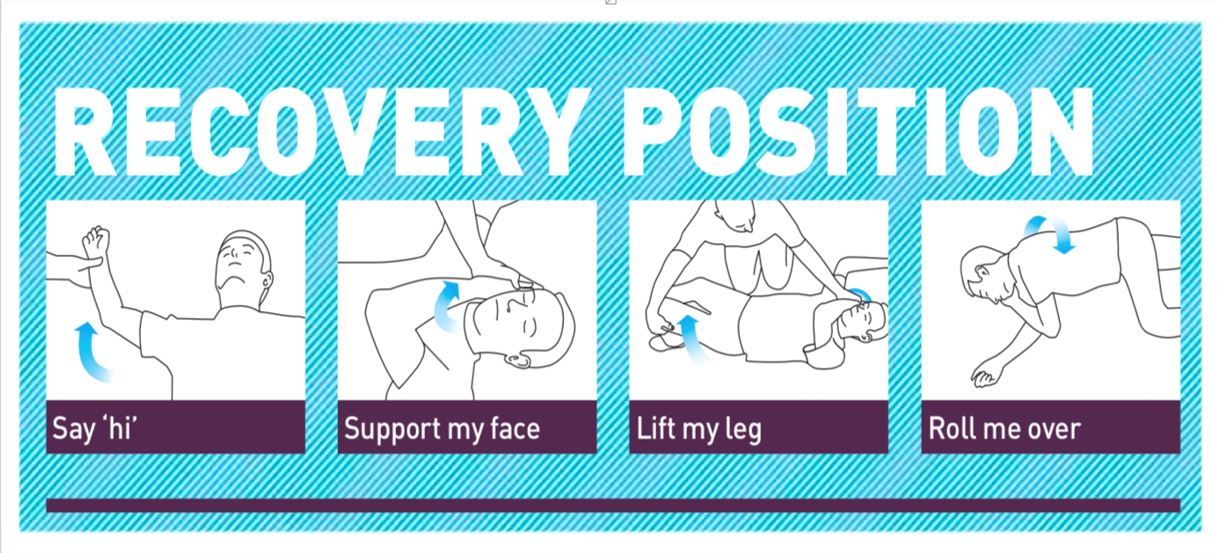 RECOVERY POSITION
Say ‘hi’
Support my face
Lift my leg
Roll me over